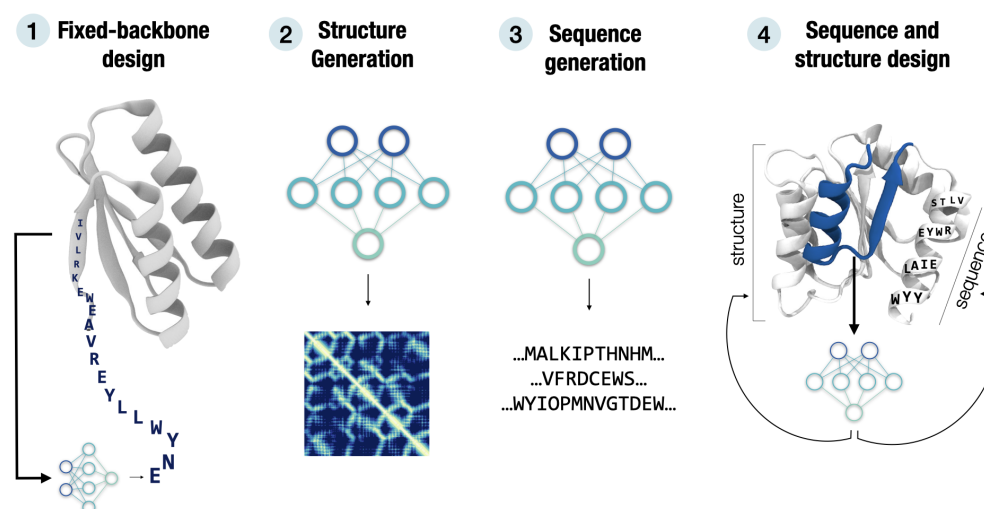 1 Fixed-backbone
design
2 Structure
Generation
3 Sequence
generation
4 Sequence and
structure design
I
V
L
R
K
E
W
E
A
V
R
E
Y
L
L
W
Y
N
E
...MALKIPTHNHM...
...VFRDCEWS...
...WYIOPMNVGTDEW...
structure
STLV
EYWR
LAIE
WYY
sequence